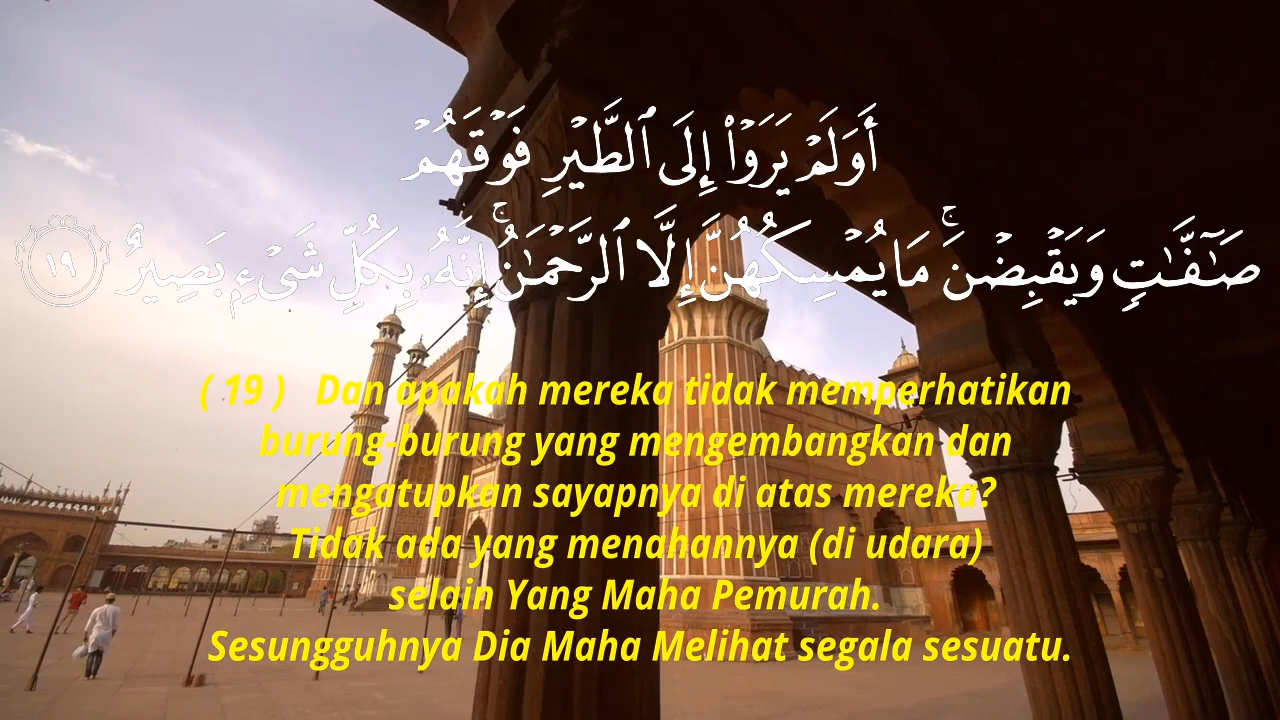 أَوَلَمْ يَرَوْا۟ إِلَى ٱلطَّيْرِ فَوْقَهُمْ
صَـٰٓفَّـٰتٍ وَيَقْبِضْنَ ۚ مَا يُمْسِكُهُنَّ إِلَّا ٱلرَّحْمَـٰنُ ۚ إِنَّهُۥ بِكُلِّ شَىْءٍۭ بَصِيرٌ ١٩
( 19 ) Dan apakah mereka tidak memperhatikan
burung-burung yang mengembangkan dan
mengatupkan sayapnya di atas mereka?
Tidak ada yang menahannya (di udara)
selain Yang Maha Pemurah.
Sesungguhnya Dia Maha Melihat segala sesuatu.